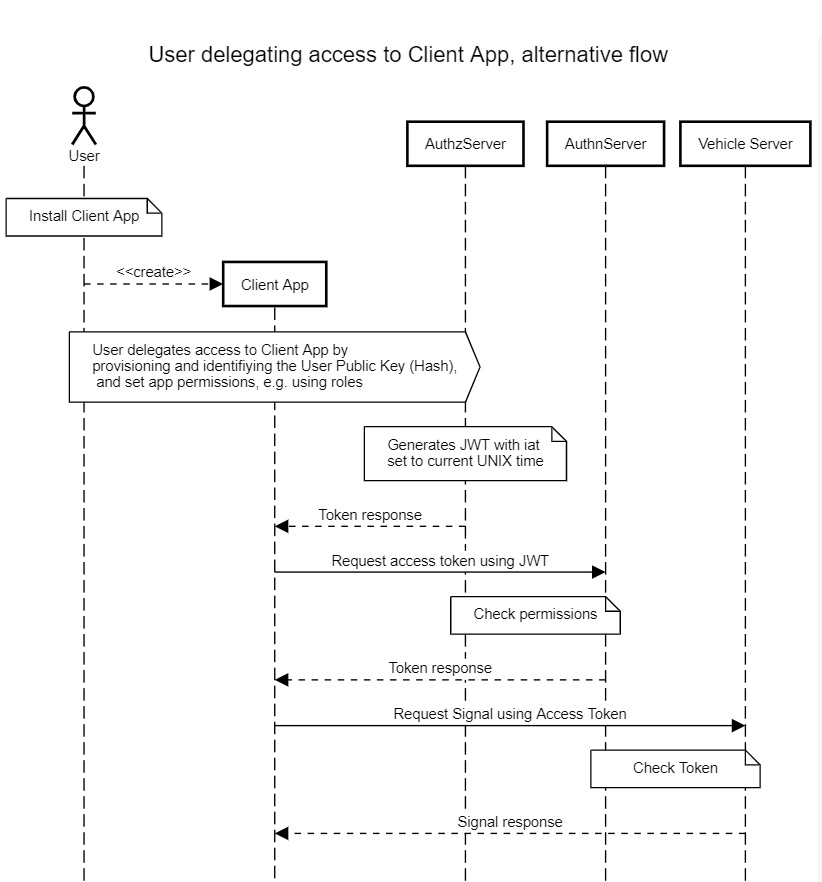 User delegating access to Client App, alternative flow
User
AuthzServer
AuthnServer
Vehicle Server
Install Client App
<<create>>
Client App
User delegates access to Client App by
provisioning and identifiying the User Public Key (Hash),
and set app permissions, e.g. using roles
Generates JWT with iat
set to current UNIX time
Token response
Request access token using JWT
Check permissions
Token response
Request Signal using Access Token
Check Token
Signal response